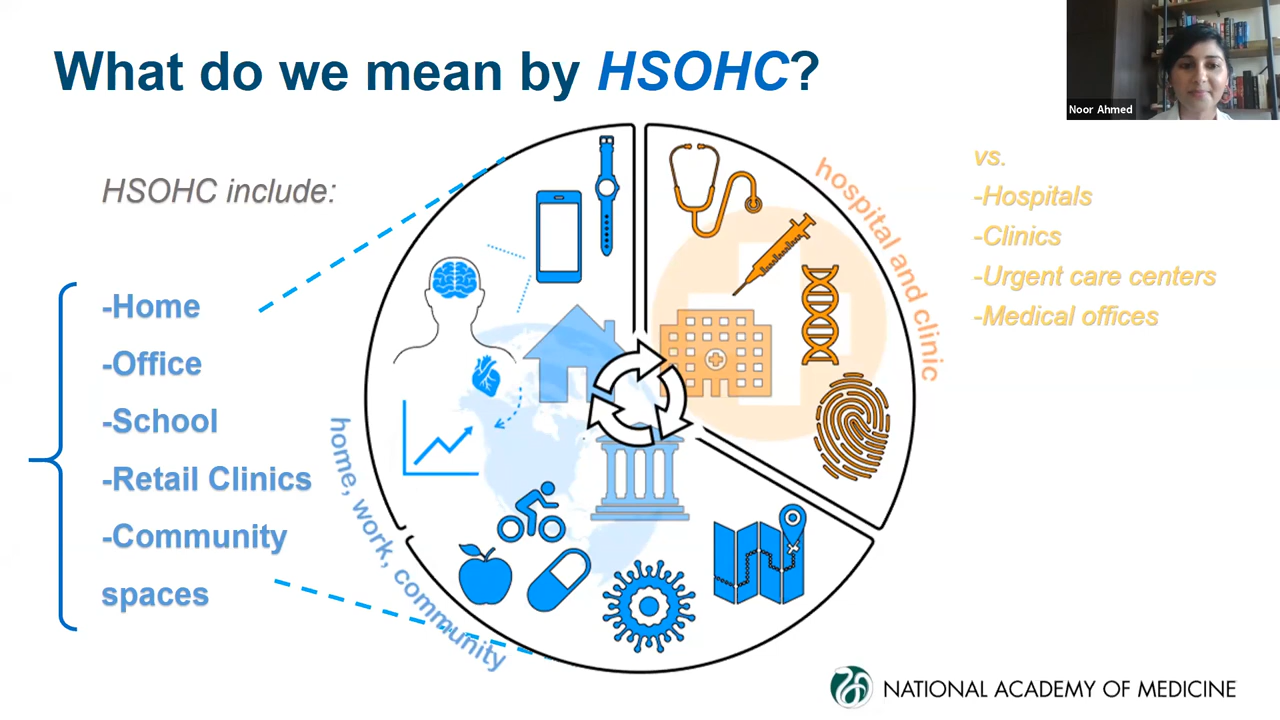 What do we mean by HSOHC?
Noor Ahmed
HSOHC include:
-Home
-Office
-School
-Retail Clinics
-Community
spaces
home, work, community
hospital and clinic
vs.
-Hospitals
-Clinics
-Urgent care centers
-Medical offices
NATIONAL ACADEMY OF MEDICINE